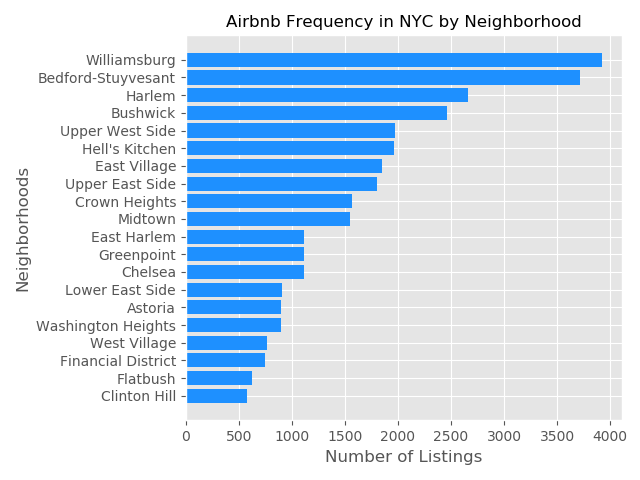 Airbnb Frequency in NYC by Neighborhood
Neighborhoods
Williamsburg
Bedford-Stuyvesant
Harlem
Bushwick
Upper West Side
Hell's Kitchen
East Village
Upper East Side
Crown Heights
Midtown
East Harlem
Greenpoint
Chelsea
Lower East Side
Astoria
Washington Heights
West Village
Financial District
Flatbush
Clinton Hill
0 500 1000 1500 2000 2500 3000 3500 4000
Number of Listings